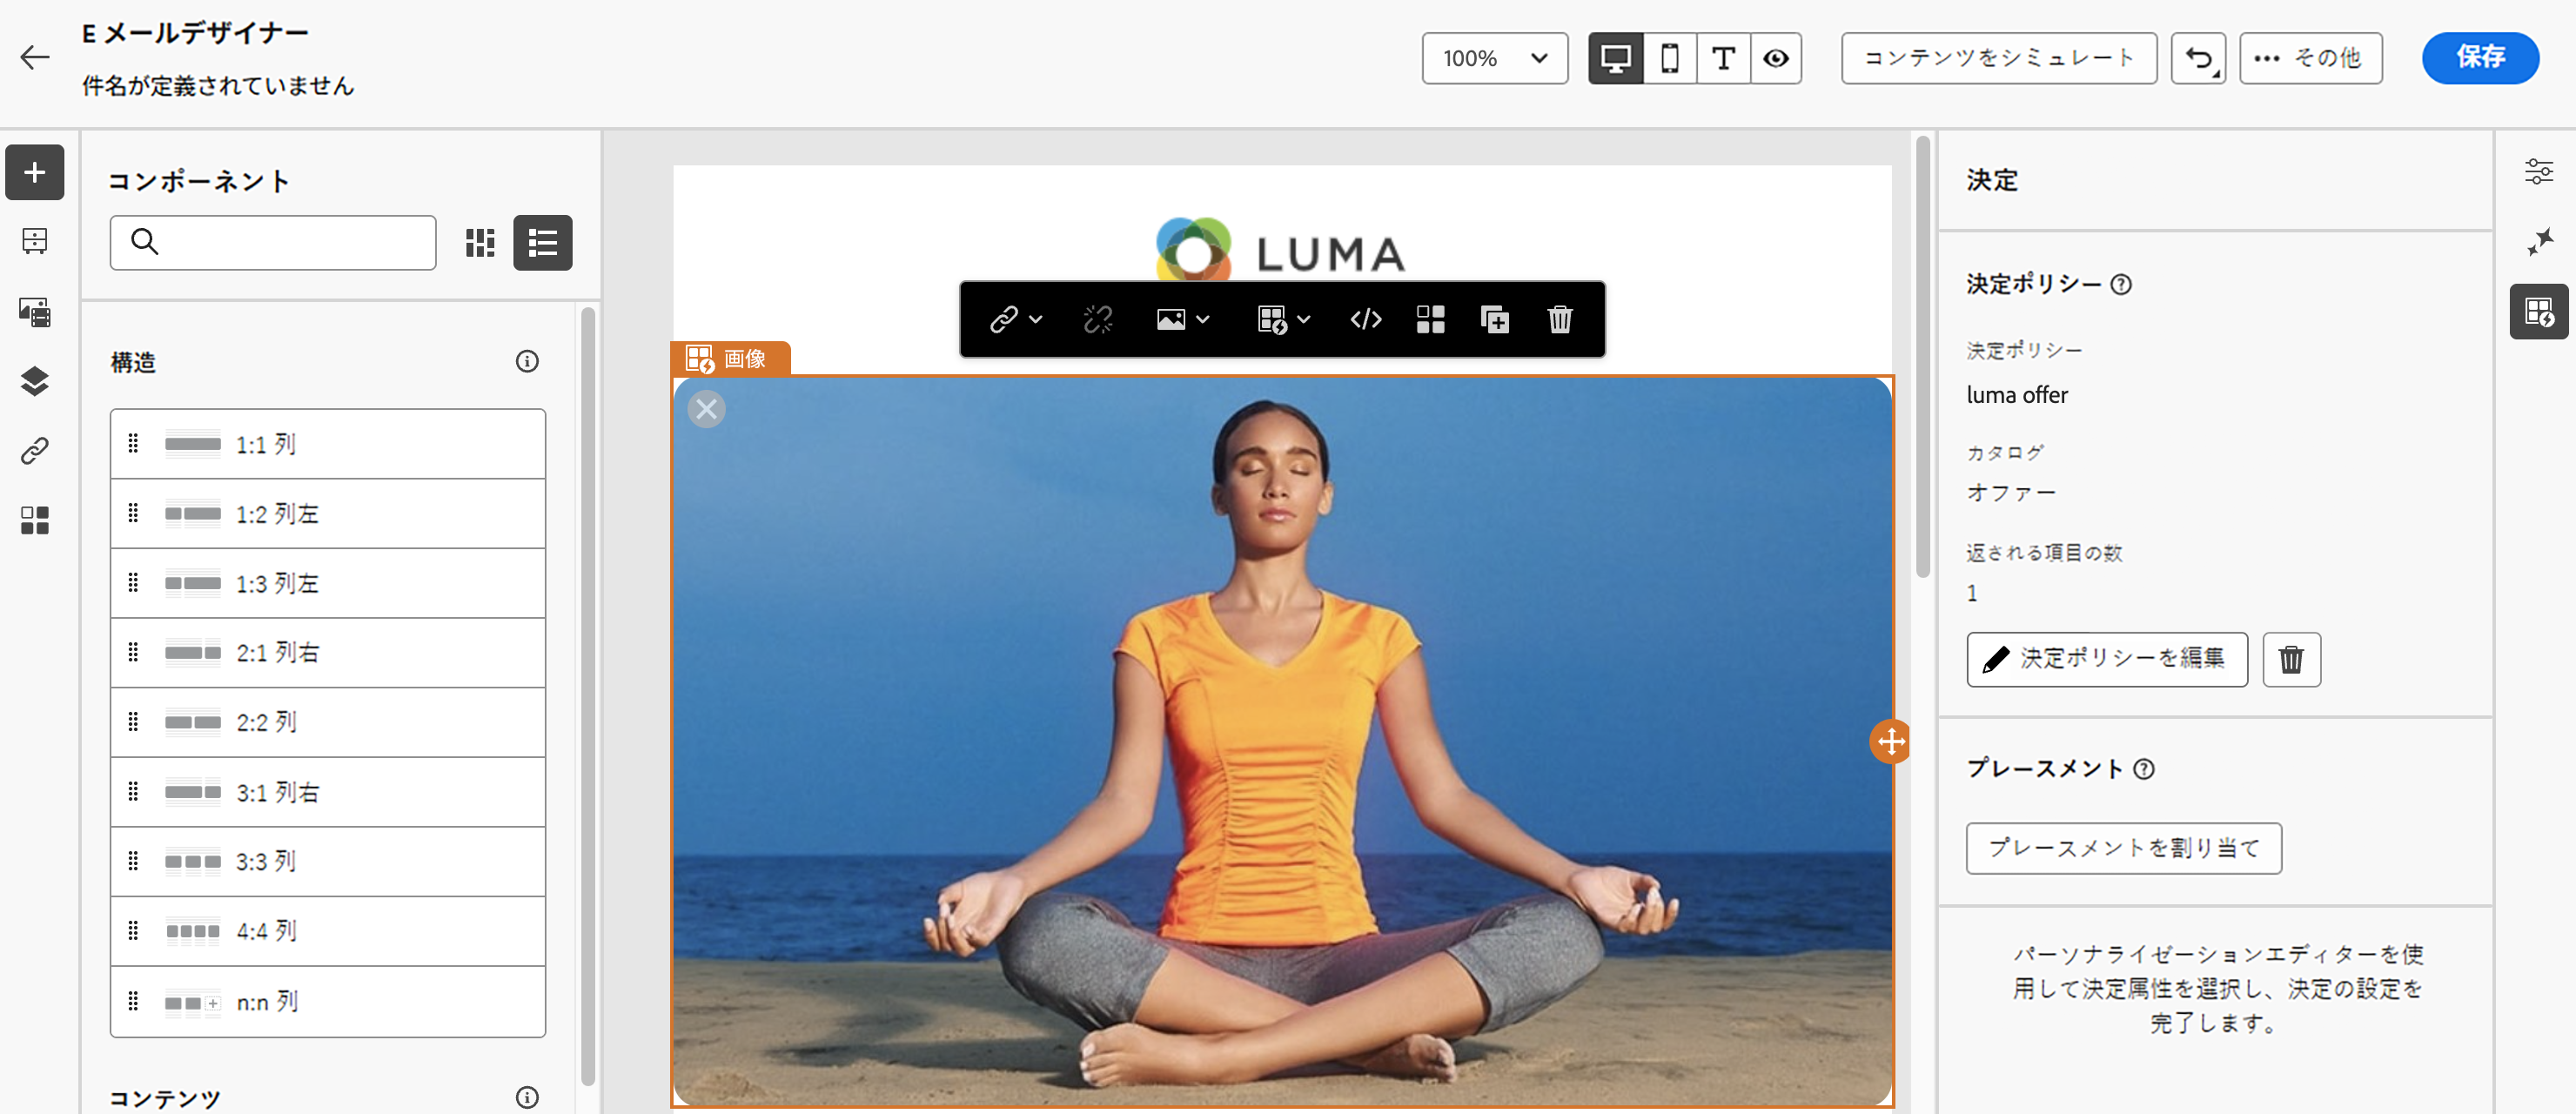 E メールデザイナー
件名が定義されていません
100%
コンテンツをシミュレート
その他
保存
コンポーネント
構造
1:1 列
1:2 列左
1:3 列左
2:1 列右
2:2 列
3:1 列右
3:3 列
4:4 列
n:n 列
コンテンツ
LUMA
画像
決定
決定ポリシー
決定ポリシー
luma offer
カタログ
オファー
返される項目の数
1
決定ポリシーを編集
プレースメント
プレースメントを割り当て
パーソナライゼーションエディターを使
用して決定属性を選択し、決定の設定を
完了します。